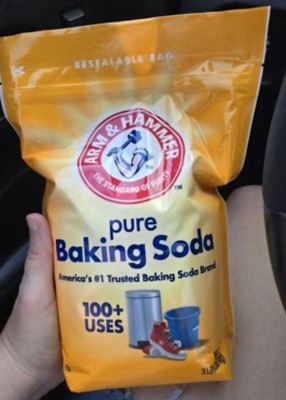 RESEALABLE BAG
ARM & HAMMER
THE STANDARD OF PURITY
TM
pure
Baking Soda
America's #1 Trusted Baking Soda Brand
100+
USES